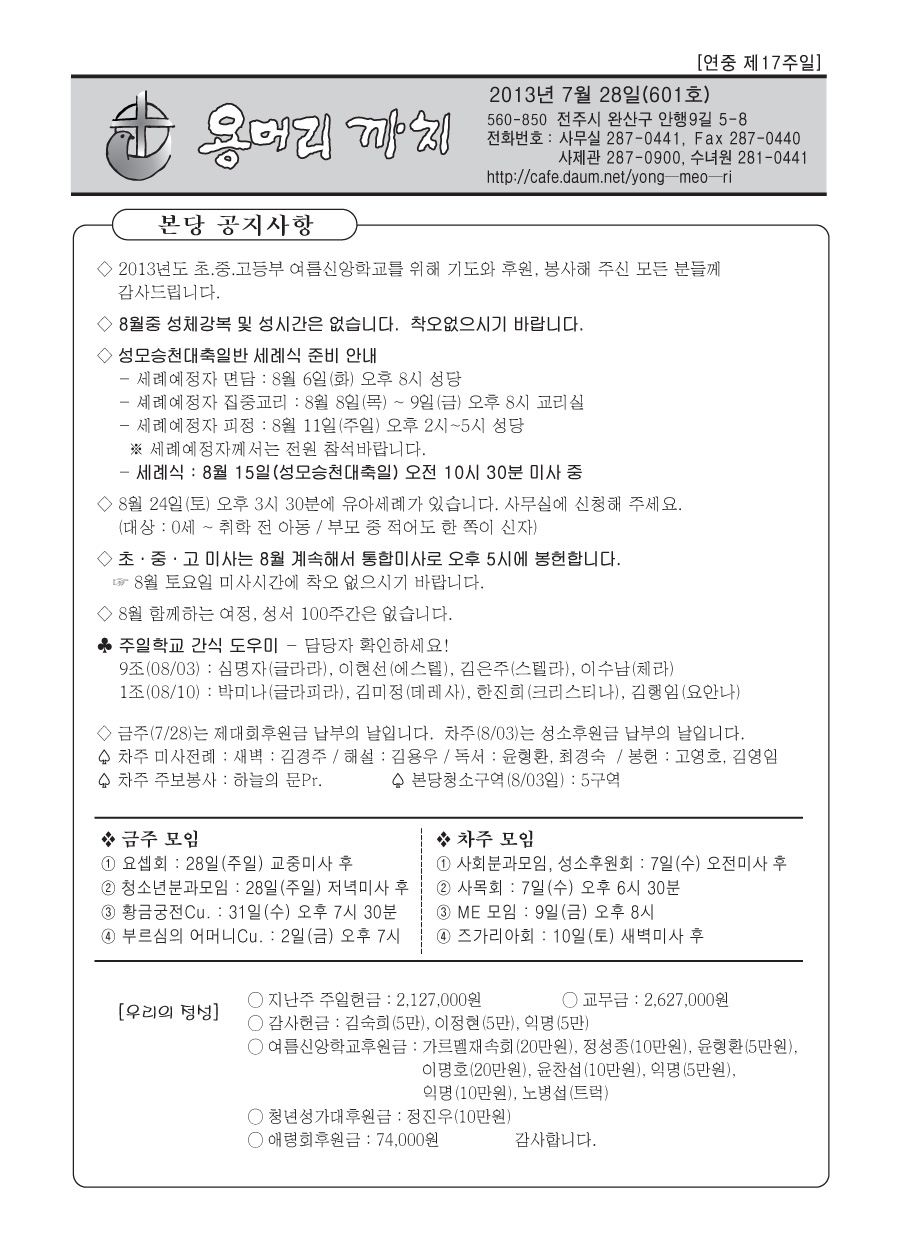 [연중 제17주일]
용머리 까치
2013년 7월 28일(601호)
560-850 전주시 완산구 안행9길 5-8
전화번호 : 사무실 287-0441, Fax 287-0440
사제관 287-0900, 수녀원 281-0441
http://cafe.daum.net/yong—meo—ri
본당 공지사항
◇ 2013년도 초.중.고등부 여름신앙학교를 위해 기도와 후원, 봉사해 주신 모든 분들께
감사드립니다.
◇ 8월중 성체강복 및 성시간은 없습니다. 착오없으시기 바랍니다.
◇ 성모승천대축일반 세례식 준비 안내
- 세례예정자 면담 : 8월 6일(화) 오후 8시 성당
- 세례예정자 집중교리 : 8월 8일(목) ~ 9일(금) 오후 8시 교리실
- 세례예정자 피정 : 8월 11일(주일) 오후 2시~5시 성당
※ 세례예정자께서는 전원 참석바랍니다.
- 세례식 : 8월 15일(성모승천대축일) 오전 10시 30분 미사 중
◇ 8월 24일(토) 오후 3시 30분에 유아세례가 있습니다. 사무실에 신청해 주세요.
(대상 : 0세 ~ 취학 전 아동 / 부모 중 적어도 한 쪽이 신자)
◇ 초 · 중 · 고 미사는 8월 계속해서 통합미사로 오후 5시에 봉헌합니다.
☞ 8월 토요일 미사시간에 착오 없으시기 바랍니다.
◇ 8월 함께하는 여정, 성서 100주간은 없습니다.
♣ 주일학교 간식 도우미 - 담당자 확인하세요!
9조(08/03) : 심명자(글라라), 이현선(에스텔), 김은주(스텔라), 이수남(체라)
1조(08/10) : 박미나(글라피라), 김미정(데레사), 한진희(크리스티나), 김행임(요안나)
◇ 금주(7/28)는 제대회후원금 납부의 날입니다. 차주(8/03)는 성소후원금 납부의 날입니다.
♤ 차주 미사전례 : 새벽 : 김경주 / 해설 : 김용우 / 독서 : 윤형환, 최경숙 / 봉헌 : 고영호, 김영임
♤ 차주 주보봉사 : 하늘의 문Pr. ♤ 본당청소구역(8/03일) : 5구역
❖ 금주 모임
① 요셉회 : 28일(주일) 교중미사 후
② 청소년분과모임 : 28일(주일) 저녁미사 후
③ 황금궁전Cu. : 31일(수) 오후 7시 30분
④ 부르심의 어머니Cu. : 2일(금) 오후 7시
❖ 차주 모임
① 사회분과모임, 성소후원회 : 7일(수) 오전미사 후
② 사목회 : 7일(수) 오후 6시 30분
③ ME 모임 : 9일(금) 오후 8시
④ 즈가리아회 : 10일(토) 새벽미사 후
[우리의 정성]
○ 지난주 주일헌금 : 2,127,000원 ○ 교무금 : 2,627,000원
○ 감사헌금 : 김숙희(5만), 이정현(5만), 익명(5만)
○ 여름신앙학교후원금 : 가르멜재속회(20만원), 정성종(10만원), 윤형환(5만원),
이명호(20만원), 윤찬섭(10만원), 익명(5만원),
익명(10만원), 노병섭(트럭)
○ 청년성가대후원금 : 정진우(10만원)
○ 애령회후원금 : 74,000원 감사합니다.